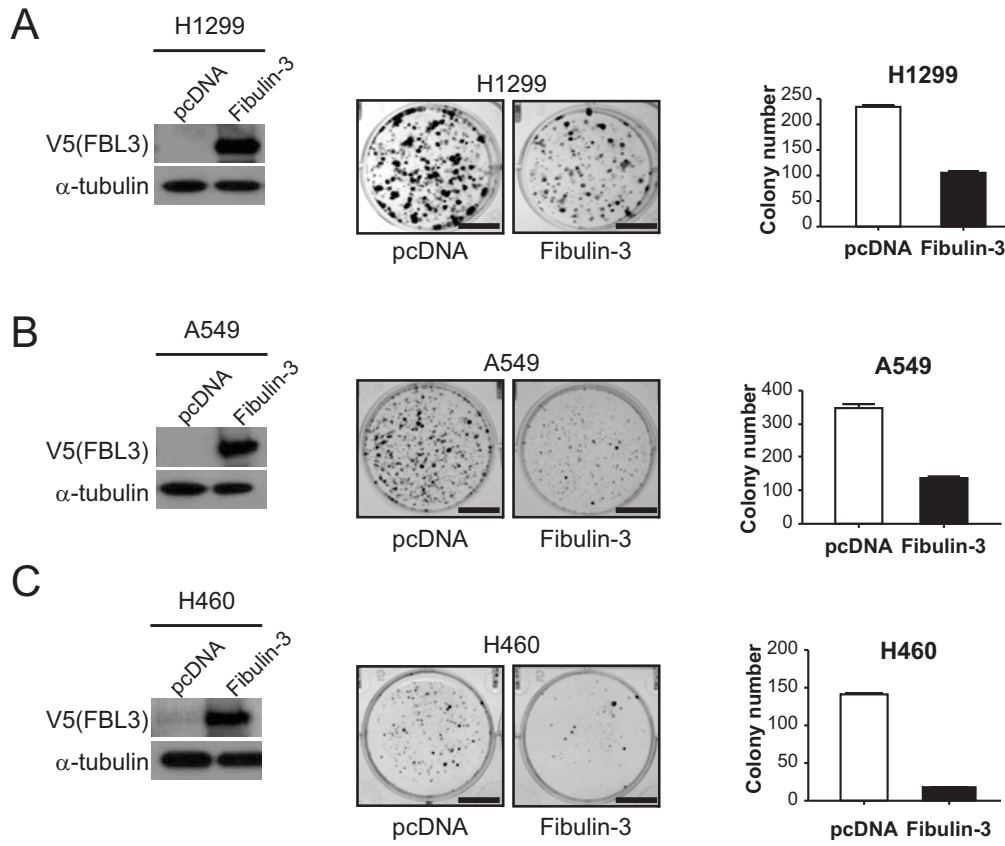 A
H1299
pcDNA
Fibulin-3
V5(FBL3)
α-tubulin
H1299
pcDNA
Fibulin-3
H1299
Colony number
250
200
150
100
50
0
pcDNA Fibulin-3
B
A549
pcDNA
Fibulin-3
V5(FBL3)
α-tubulin
A549
pcDNA
Fibulin-3
A549
Colony number
400
300
200
100
0
pcDNA Fibulin-3
C
H460
pcDNA
Fibulin-3
V5(FBL3)
α-tubulin
H460
pcDNA
Fibulin-3
H460
Colony number
200
150
100
50
0
pcDNA Fibulin-3